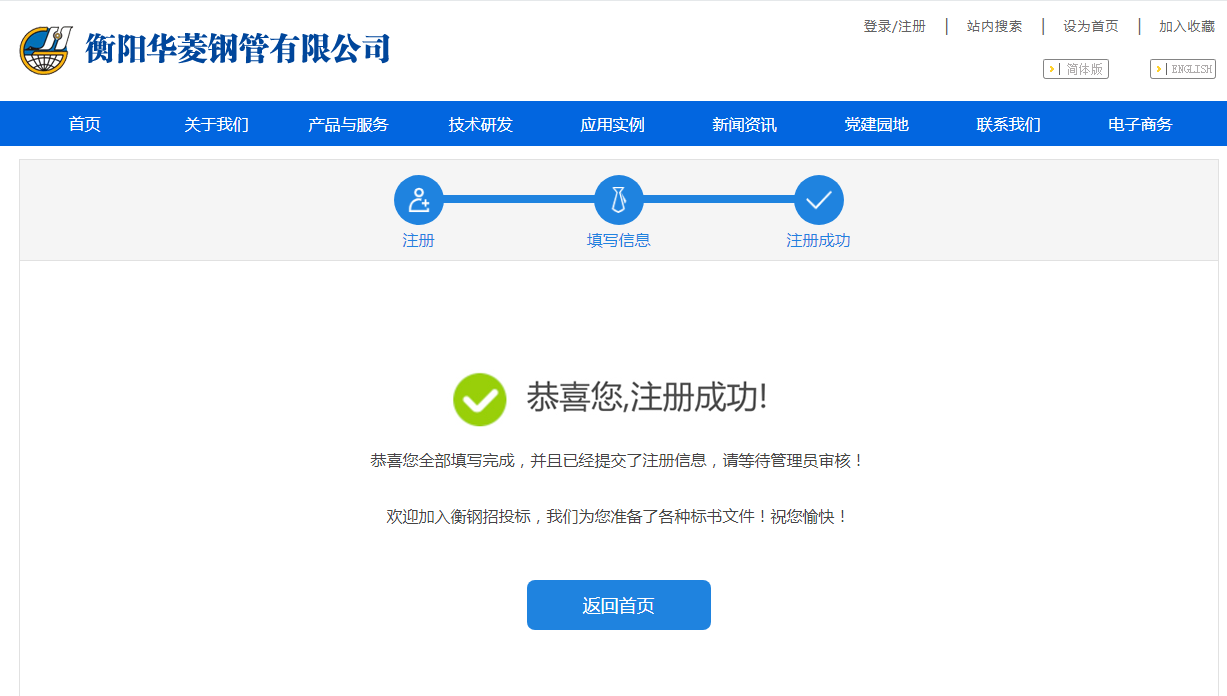 登录/注册 | 站内搜索 | 设为首页 | 加入收藏
衡阳华菱钢管有限公司
简体版 ENGLISH
首页 关于我们 产品与服务 技术研发 应用实例 新闻资讯 党建园地 联系我们 电子商务
注册 填写信息 注册成功
恭喜您,注册成功!
恭喜您全部填写完成，并且已经提交了注册信息，请等待管理员审核！
欢迎加入衡钢招投标，我们为您准备了各种标书文件！祝您愉快！
返回首页